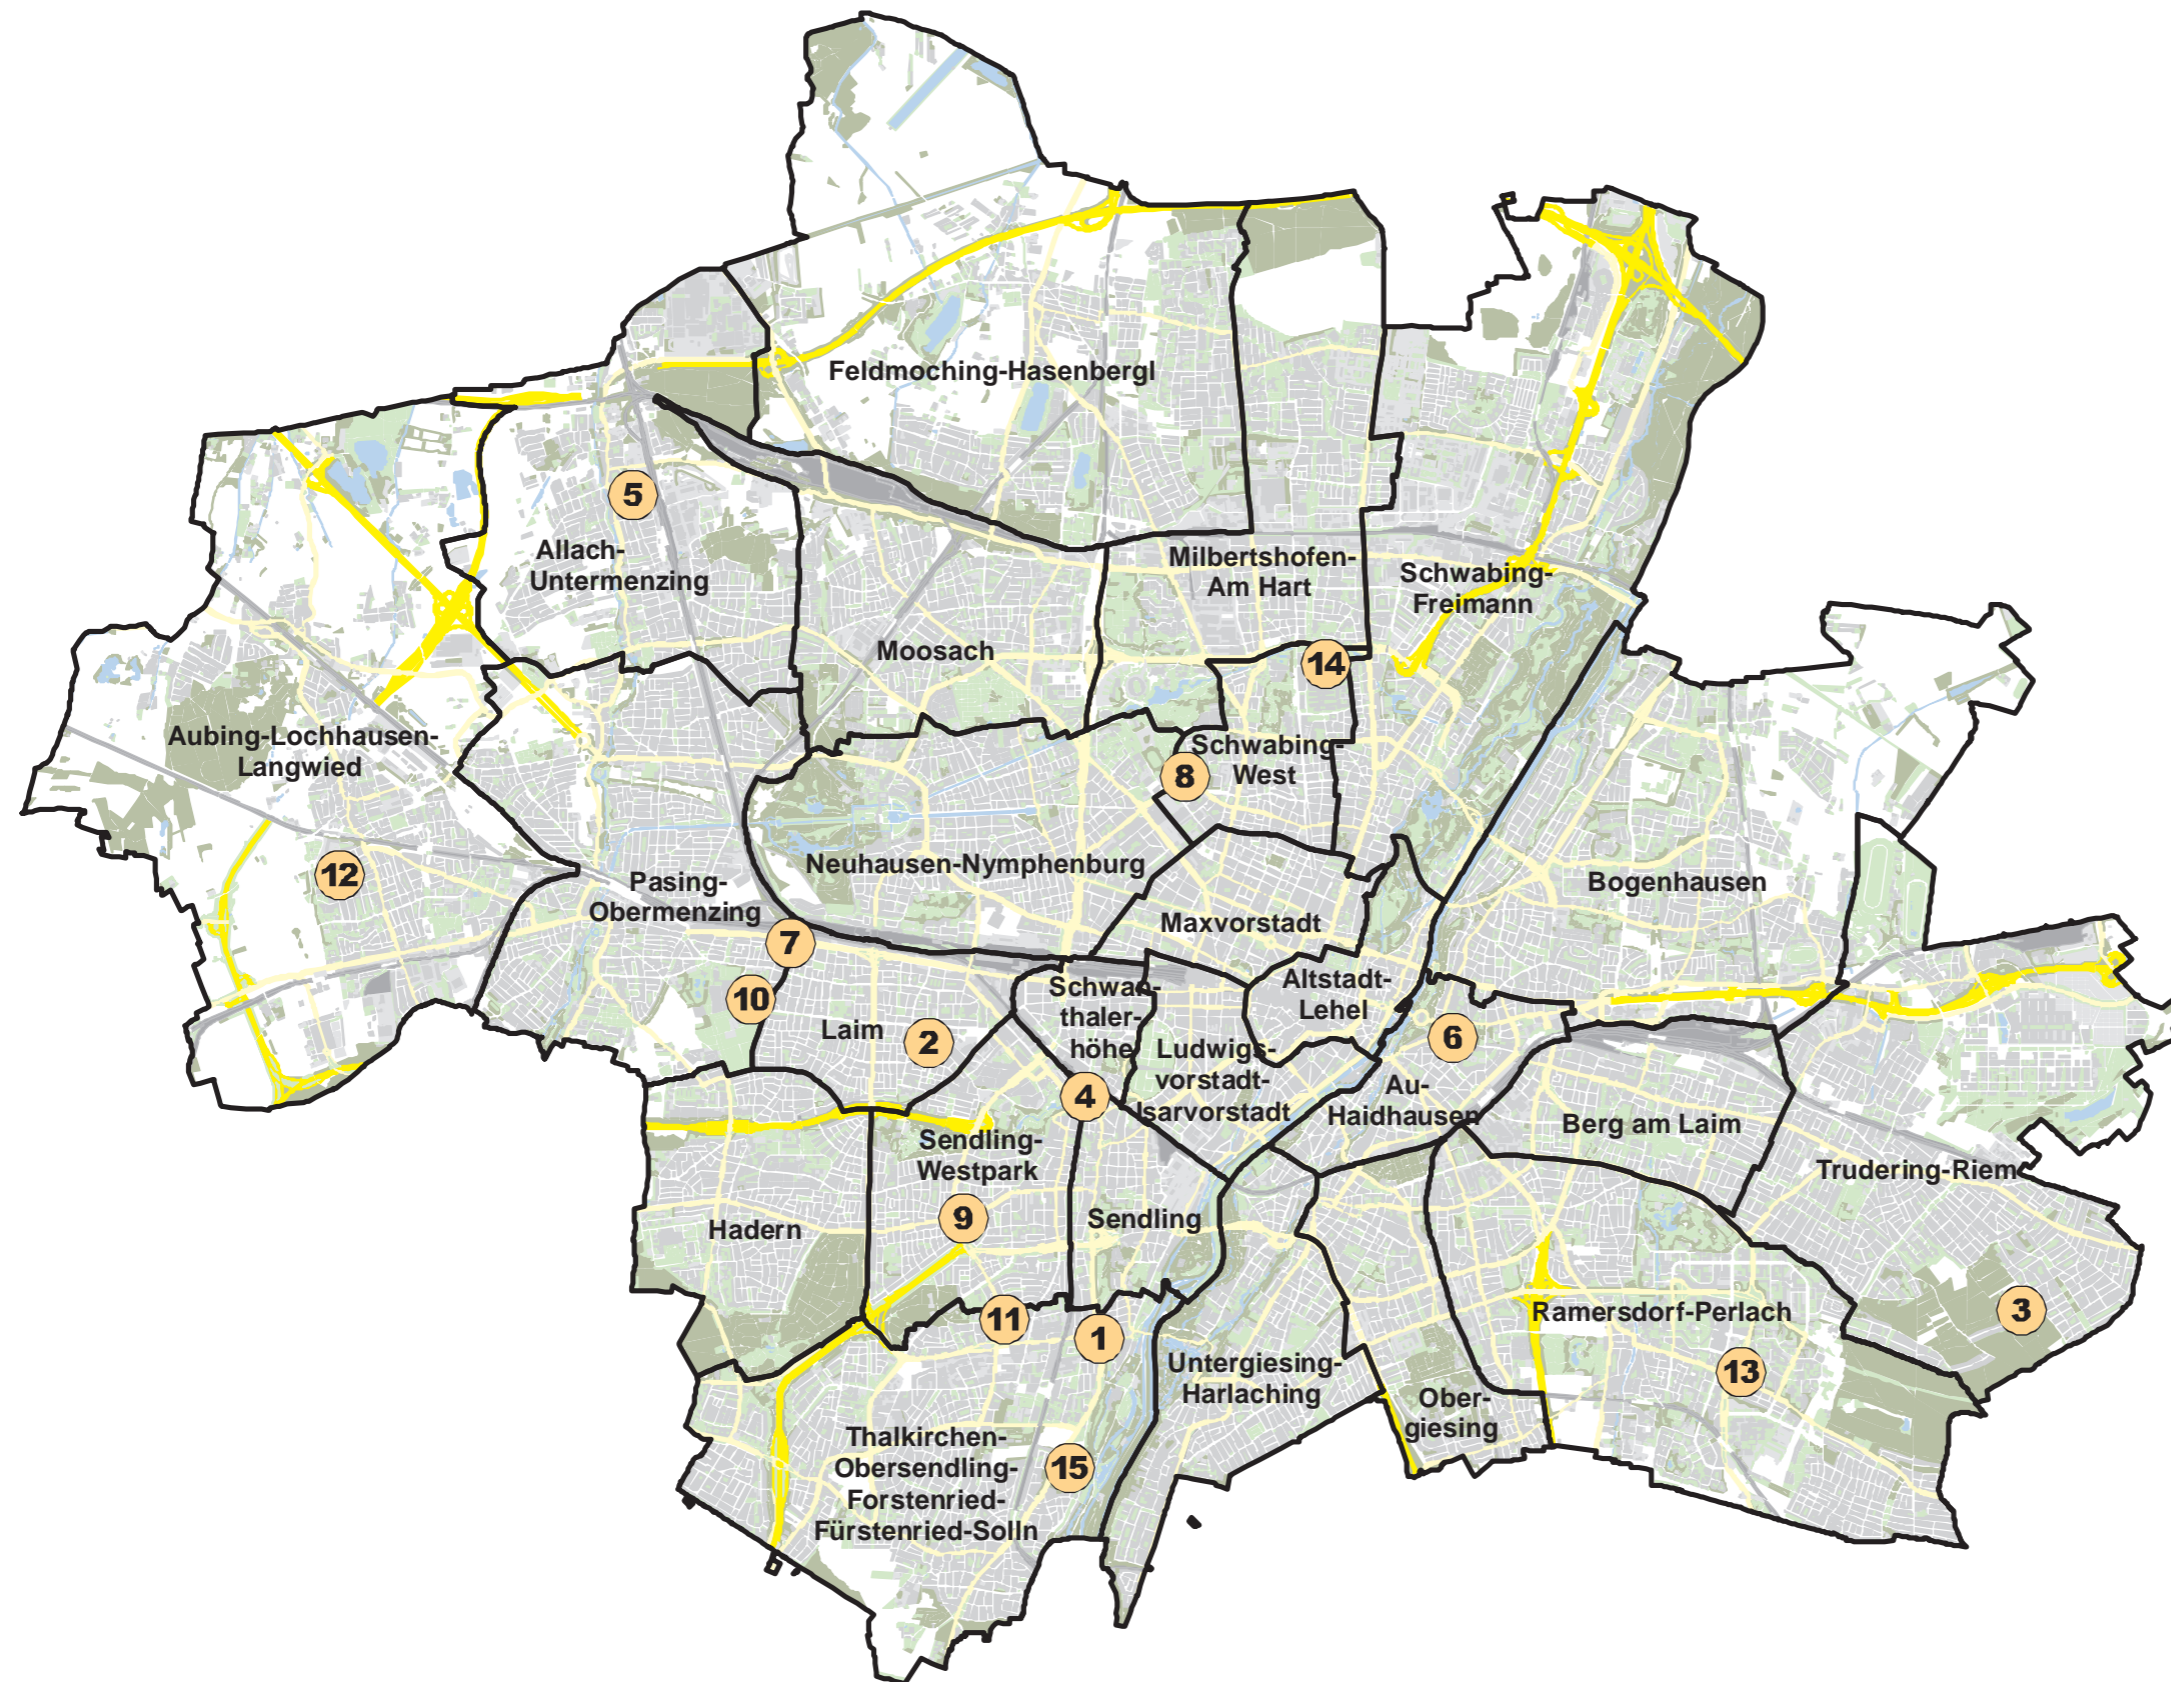 Feldmoching-Hasenbergl
5
Allach-
Untermenzing
Milbertshofen-
Am Hart
Schwabing-
Freimann
Moosach
14
Aubing-Lochhausen-
Langwied
Schwabing-
West
8
12
Neuhausen-Nymphenburg
Pasing-
Obermenzing
Bogenhausen
Maxvorstadt
7
10
Schwan-
thaler-
höhe
Altstadt-
Lehel
Laim
2
6
Ludwigs-
vorstadt-
Isarvorstadt
4
Au-
Haidhausen
Berg am Laim
Sendling-
Westpark
Trudering-Riem
Hadern
9
Sendling
11
1
Ramersdorf-Perlach
3
Untergiesing-
Harlaching
13
Ober-
giesing
Thalkirchen-
Obersendling-
Forstenried-
Fürstenried-Solln
15